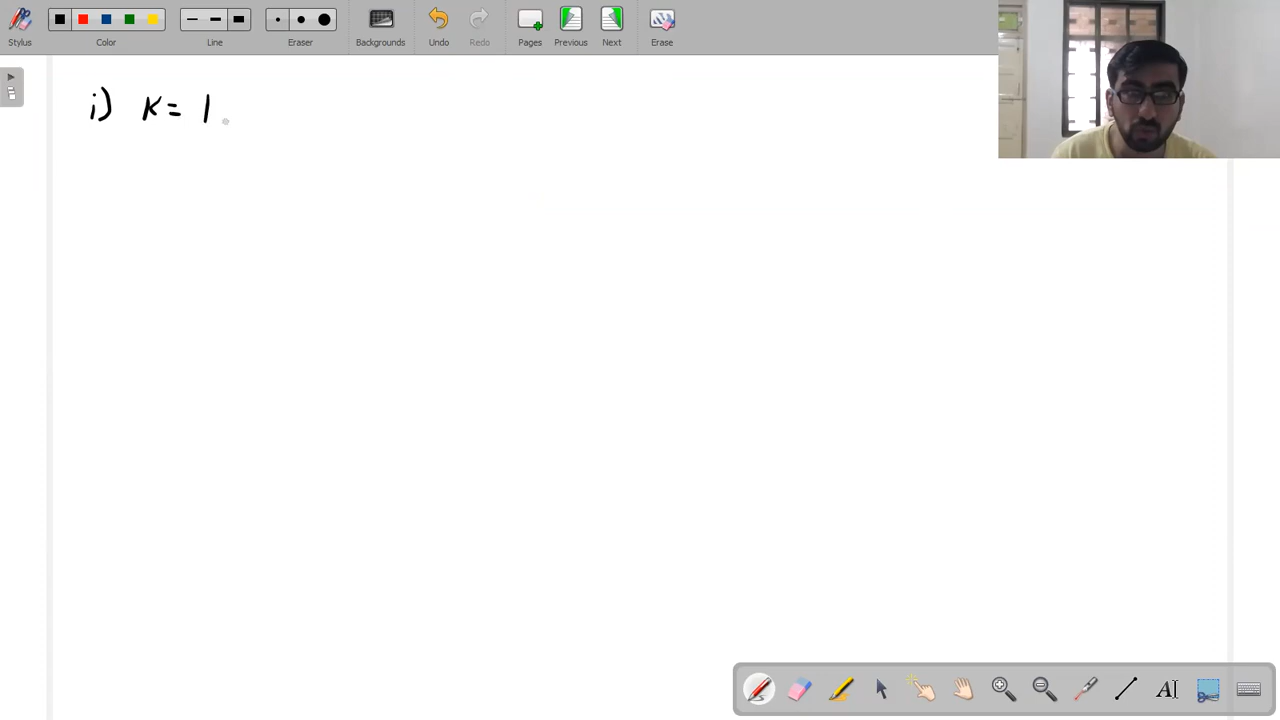 Stylus Color Line Eraser Backgrounds Undo Redo Pages Previous Next Erase
i) K = 1